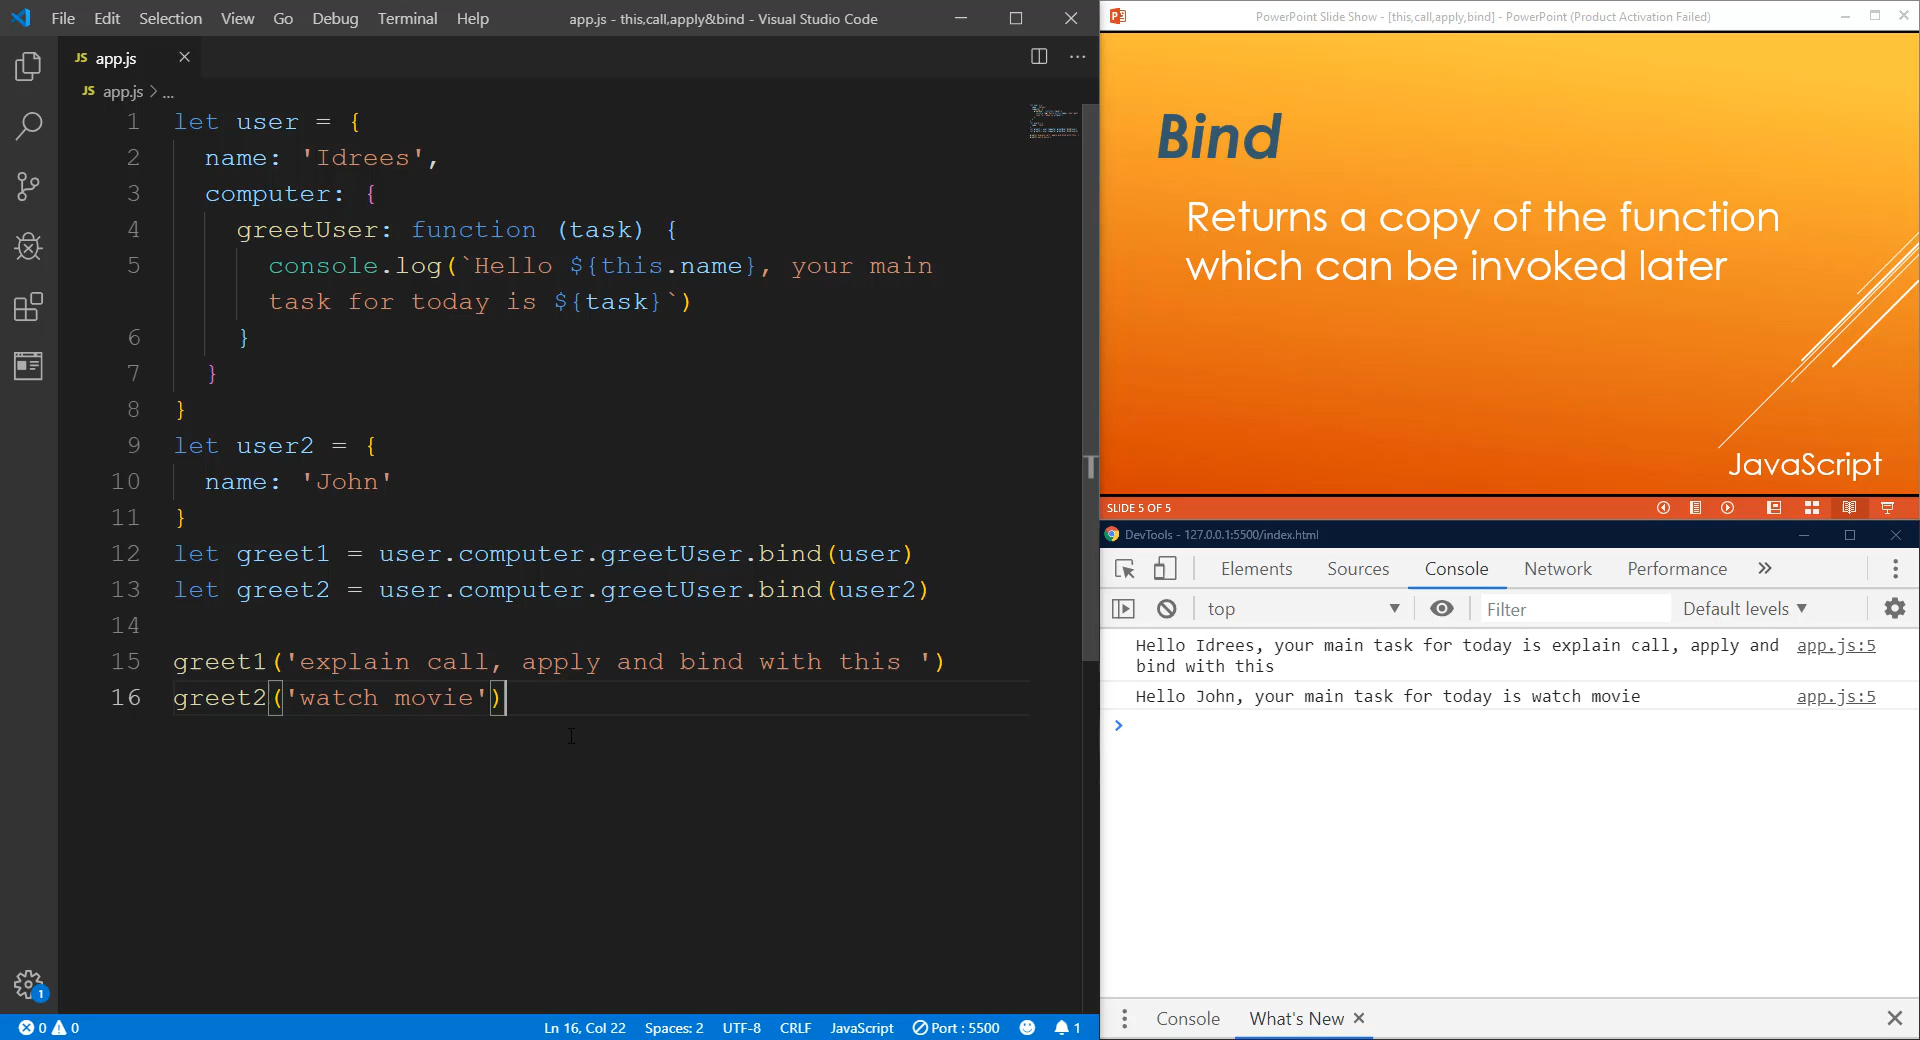 File Edit Selection View Go Debug Terminal Help
app.js - this,call,apply&bind - Visual Studio Code
JS app.js
JS app.js > ...
1 let user = {
2 name: 'Idrees',
3 computer: {
4 greetUser: function (task) {
5 console.log(`Hello ${this.name}, your main
task for today is ${task}`)
6 }
7 }
8 }
9 let user2 = {
10 name: 'John'
11 }
12 let greet1 = user.computer.greetUser.bind(user)
13 let greet2 = user.computer.greetUser.bind(user2)
14
15 greet1('explain call, apply and bind with this ')
16 greet2('watch movie')
1
0 0
Ln 16, Col 22 Spaces: 2 UTF-8 CRLF JavaScript Port : 5500 1
PowerPoint Slide Show - [this,call,apply,bind] - PowerPoint (Product Activation Failed)
Bind
Returns a copy of the function
which can be invoked later
JavaScript
SLIDE 5 OF 5
DevTools - 127.0.0.1:5500/index.html
Elements Sources Console Network Performance »
top Filter Default levels
Hello Idrees, your main task for today is explain call, apply and app.js:5
bind with this
Hello John, your main task for today is watch movie app.js:5
>
Console What's New